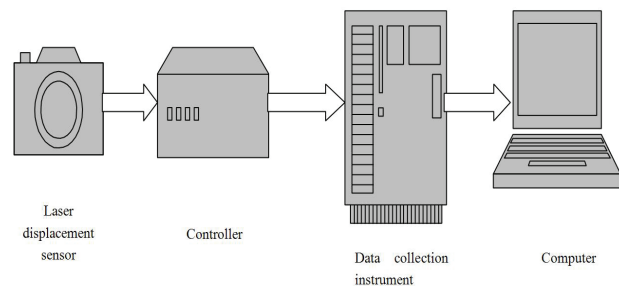 Laser
displacement
sensor
Controller
Data collection
instrument
Computer